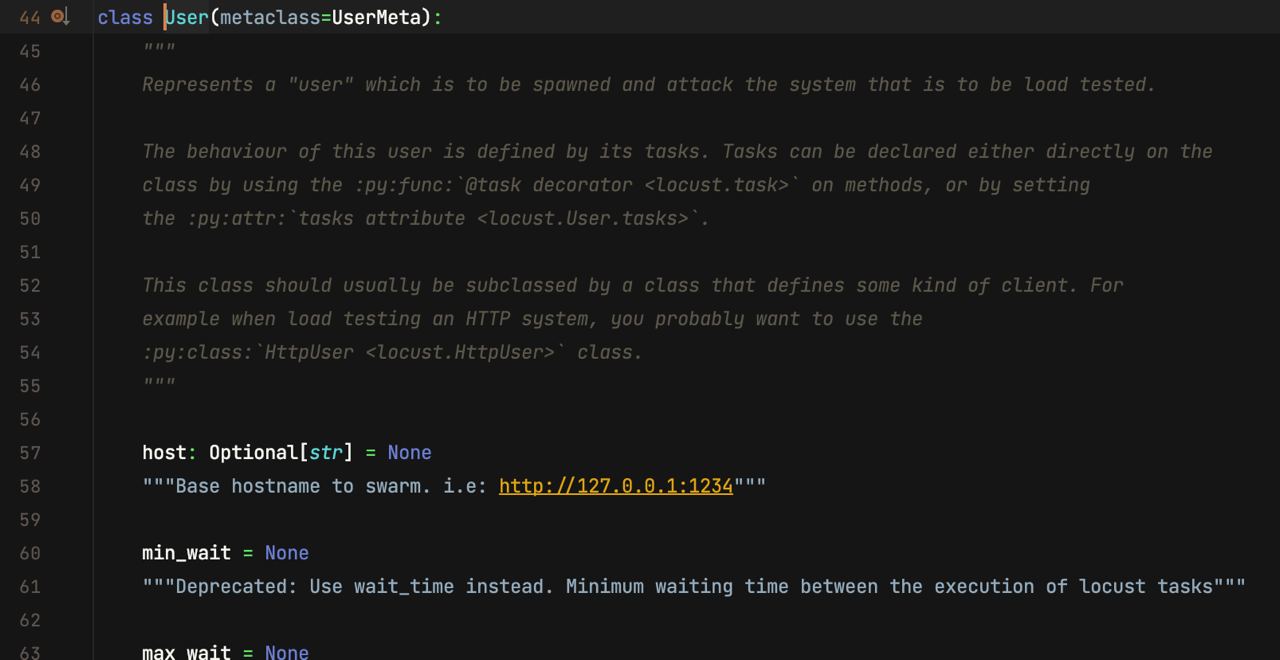 44 class User(metaclass=UserMeta):
45 """
46 Represents a "user" which is to be spawned and attack the system that is to be load tested.
47
48 The behaviour of this user is defined by its tasks. Tasks can be declared either directly on the
49 class by using the :py:func:`@task decorator <locust.task>` on methods, or by setting
50 the :py:attr:`tasks attribute <locust.User.tasks>`.
51
52 This class should usually be subclassed by a class that defines some kind of client. For
53 example when load testing an HTTP system, you probably want to use the
54 :py:class:`HttpUser <locust.HttpUser>` class.
55 """
56
57 host: Optional[str] = None
58 """Base hostname to swarm. i.e: http://127.0.0.1:1234"""
59
60 min_wait = None
61 """Deprecated: Use wait_time instead. Minimum waiting time between the execution of locust tasks"""
62
63 max_wait = None